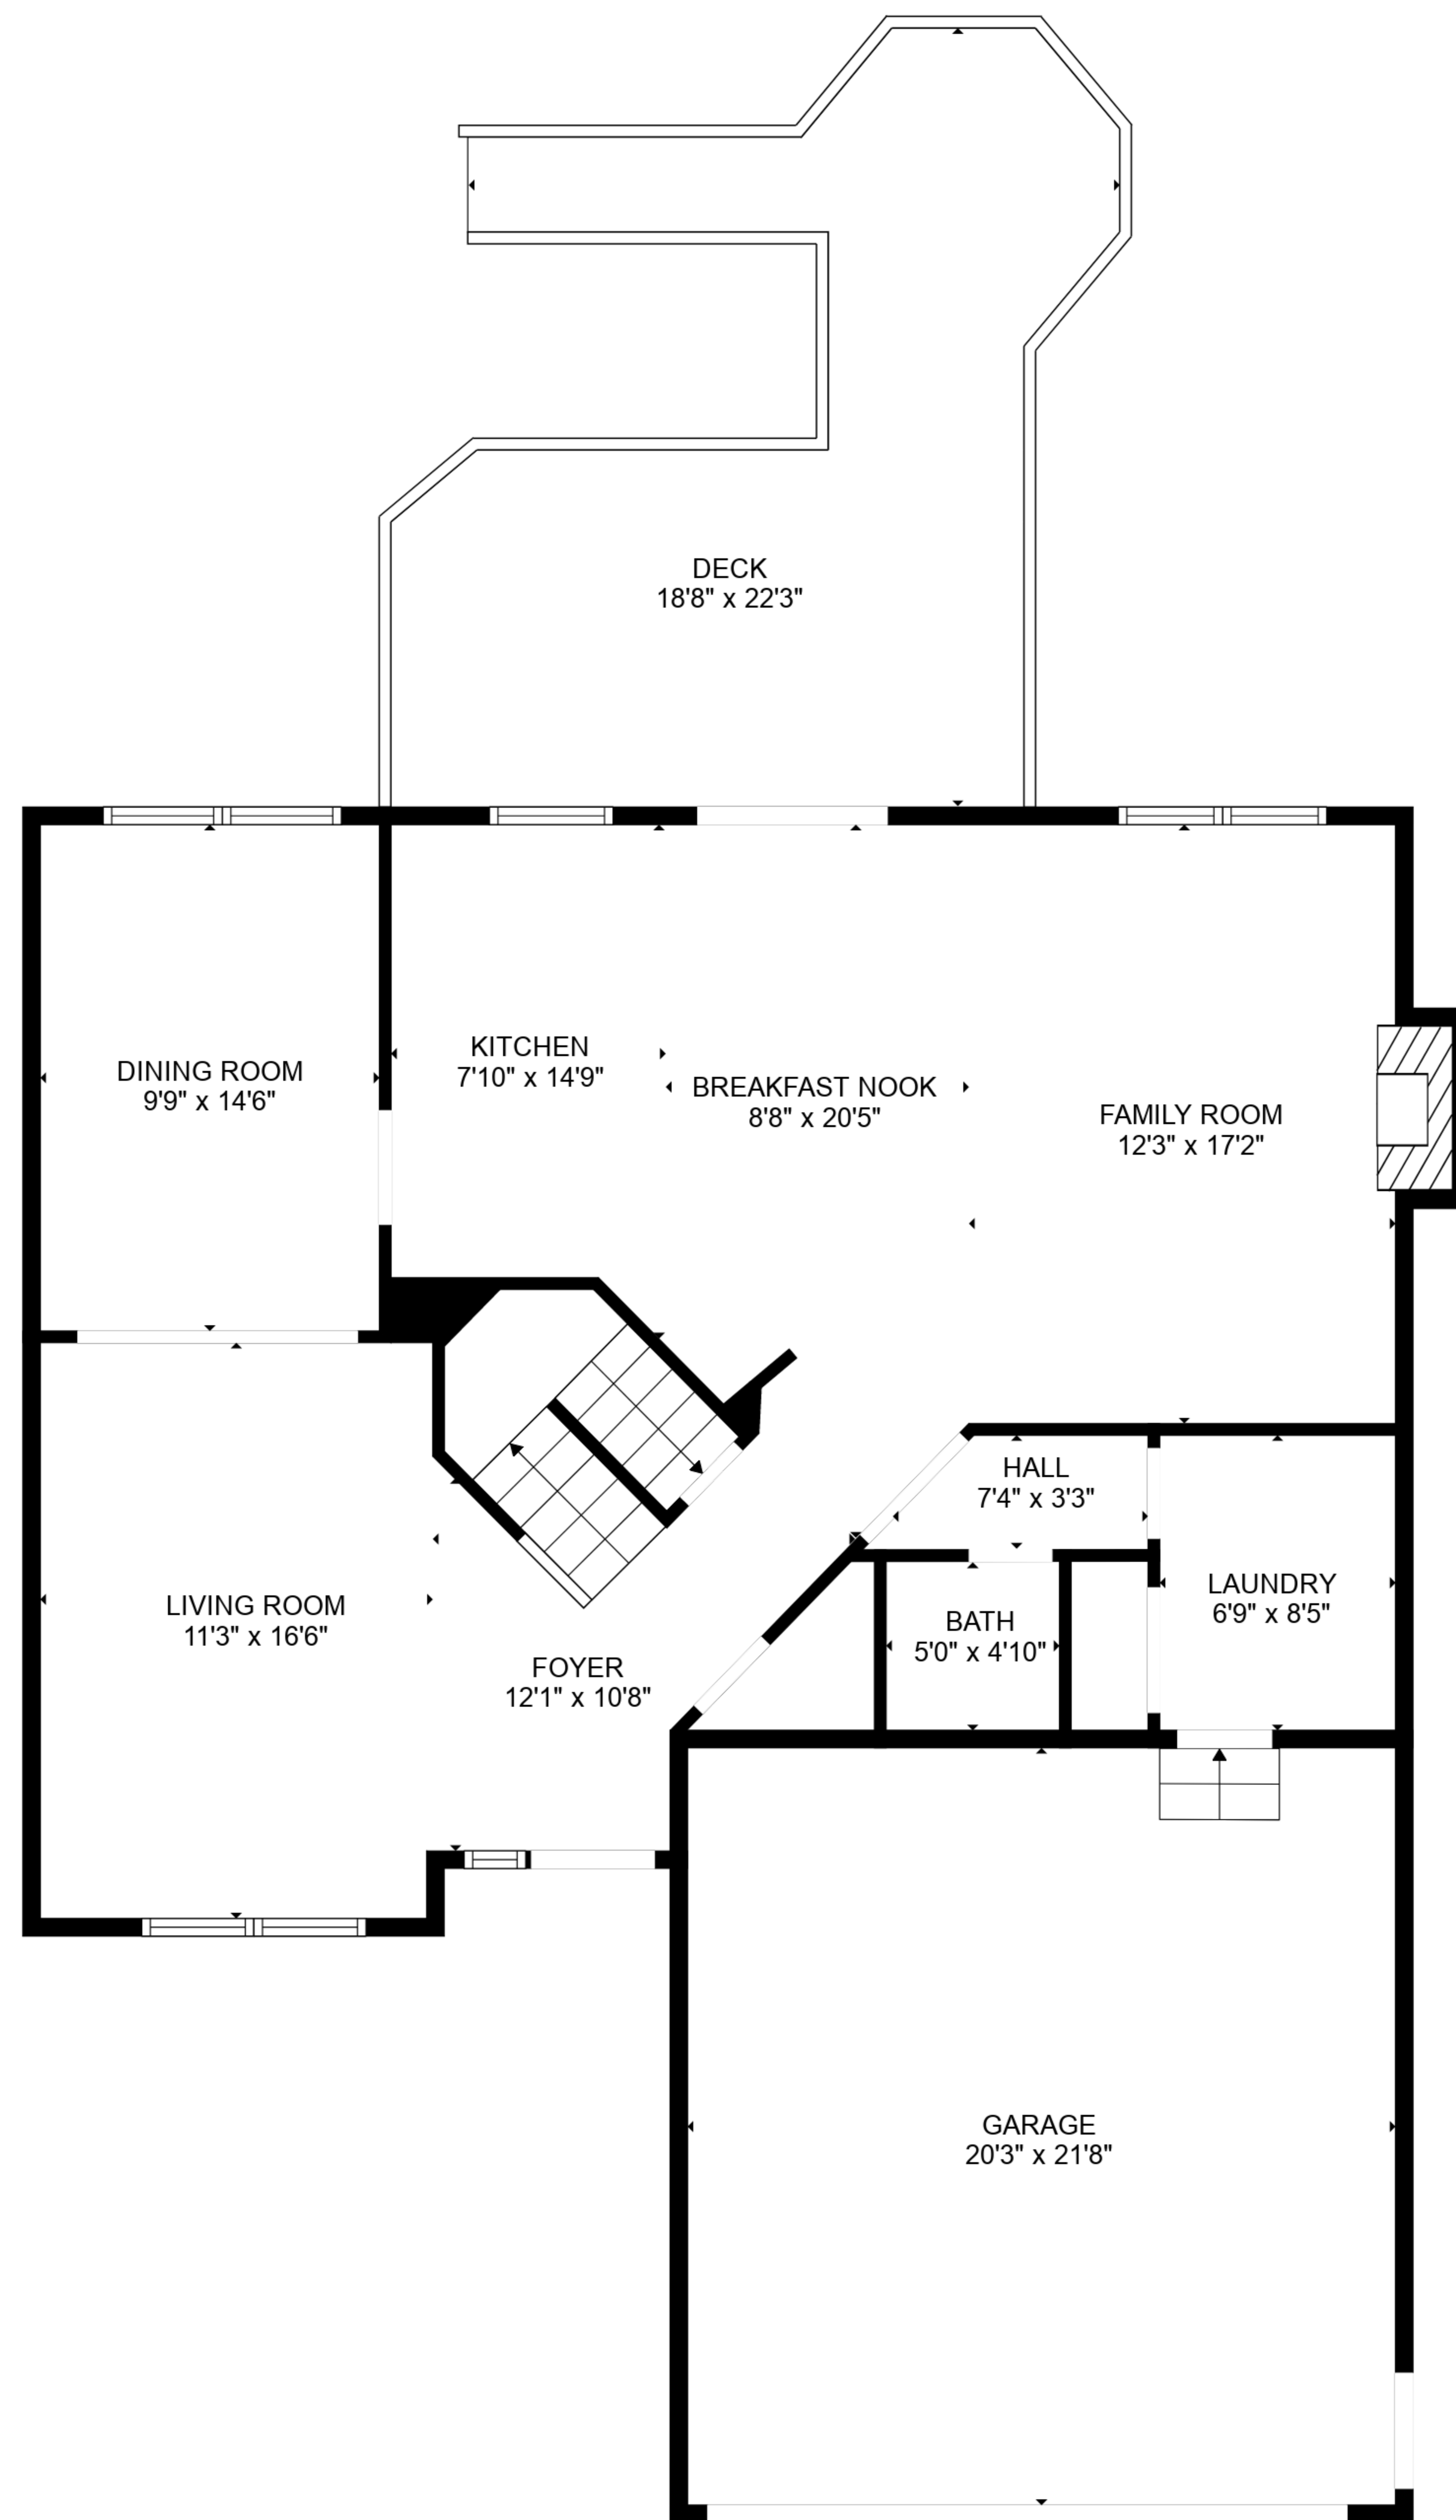 DECK
18'8" x 22'3"
KITCHEN
7'10" x 14'9"
DINING ROOM
9'9" x 14'6"
BREAKFAST NOOK
8'8" x 20'5"
FAMILY ROOM
12'3" x 17'2"
HALL
7'4" x 3'3"
LAUNDRY
6'9" x 8'5"
LIVING ROOM
11'3" x 16'6"
BATH
5'0" x 4'10"
FOYER
12'1" x 10'8"
GARAGE
20'3" x 21'8"